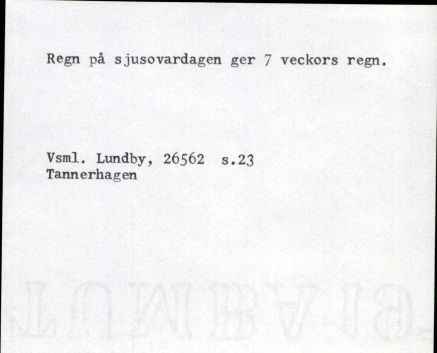 Regn på sjusovardagen ger 7 veckors regn.
Vsml. Lundby, 26562 s.23
Tannerhagen